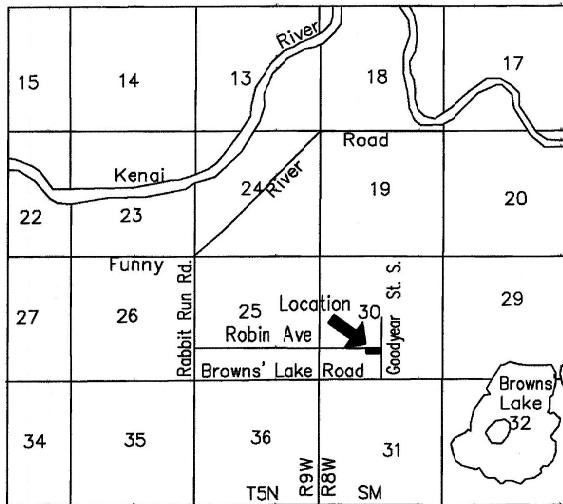 River
15 14 13 18 17
Road
Kenai
24 River 19 20
22 23
Funny
Rabbit Run Rd.
Goodyear St. S.
27 26 25 30 29
Location
Robin Ave
Browns' Lake Road
Browns
Lake
32
34 35 36 31
R9W R8W
T5N SM